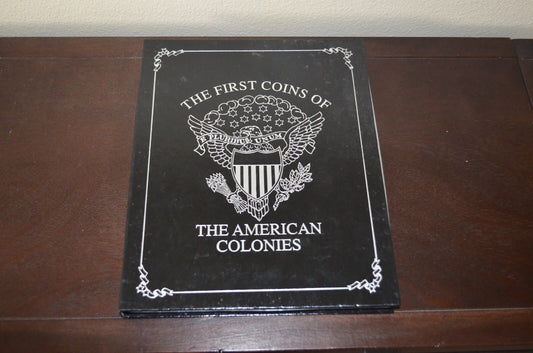 THE FIRST COINS OF
E PLURIBUS UNUM
THE AMERICAN
COLONIES